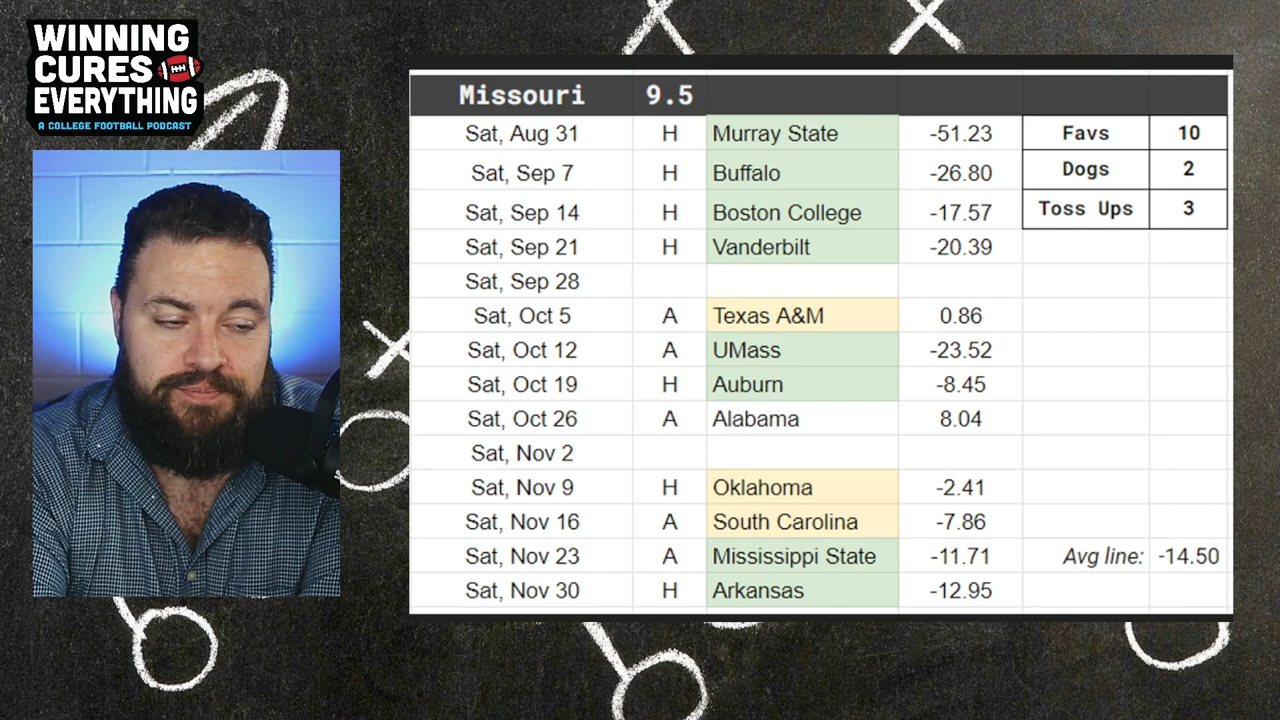 WINNING
CURES
EVERYTHING
A COLLEGE FOOTBALL PODCAST
Missouri 9.5
Sat, Aug 31 H Murray State -51.23 Favs 10
Sat, Sep 7 H Buffalo -26.80 Dogs 2
Sat, Sep 14 H Boston College -17.57 Toss Ups 3
Sat, Sep 21 H Vanderbilt -20.39
Sat, Sep 28
Sat, Oct 5 A Texas A&M 0.86
Sat, Oct 12 A UMass -23.52
Sat, Oct 19 H Auburn -8.45
Sat, Oct 26 A Alabama 8.04
Sat, Nov 2
Sat, Nov 9 H Oklahoma -2.41
Sat, Nov 16 A South Carolina -7.86
Sat, Nov 23 A Mississippi State -11.71 Avg line: -14.50
Sat, Nov 30 H Arkansas -12.95